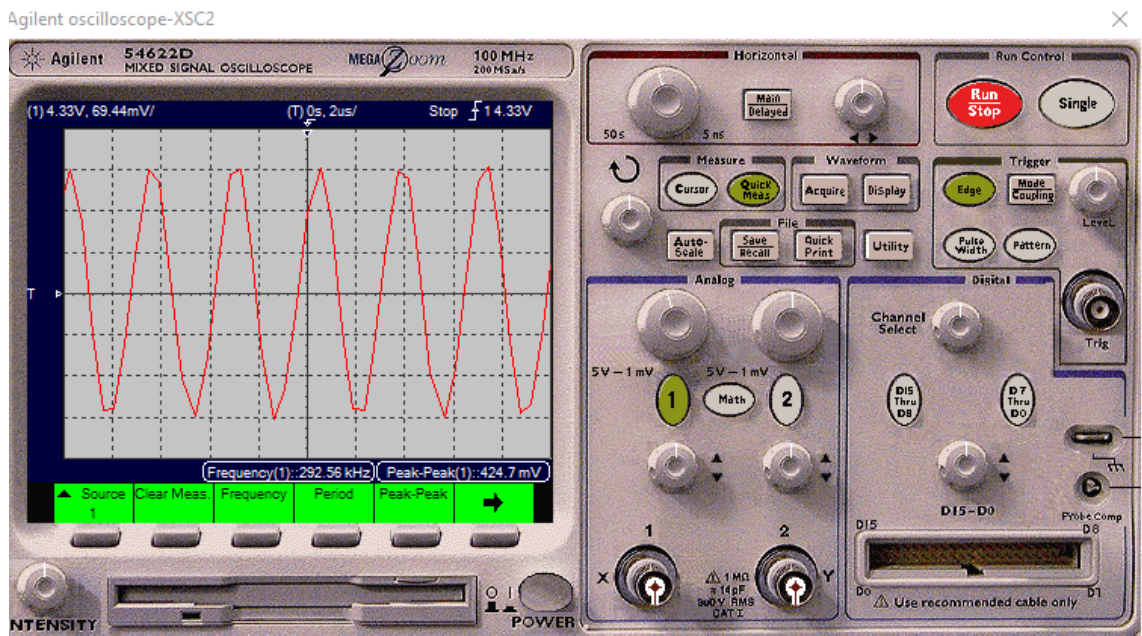 Agilent oscilloscope-XSC2
Agilent
54622D
MIXED SIGNAL OSCILLOSCOPE
MEGA Zoom
100 MHz
200 MSa/s
(1) 4.33V, 69.44mV/
(T) 0s, 2us/
Stop
1 4.33V
T
Frequency(1)::292.56 kHz
Peak-Peak(1)::424.7 mV
Source
1
Clear Meas.
Frequency
Period
Peak-Peak
INTENSITY
POWER
Horizontal
Main
Delayed
50 s
5 ns
Run Control
Run
Stop
Single
Measure
Cursor
Quick
Meas
Waveform
Acquire
Display
Auto-
Scale
File
Save
Recall
Quick
Print
Utility
Trigger
Edge
Mode
Coupling
Level
Pulse
Width
Pattern
Trig
Analog
5V – 1 mV
5V – 1 mV
1
Math
2
1
2
X
Y
1 MΩ
≈ 14pF
300V RMS
CAT I
Digital
Channel
Select
D15
Thru
D8
D7
Thru
D0
D15–D0
Probe Comp
D15
D8
D0
D1
Use recommended cable only